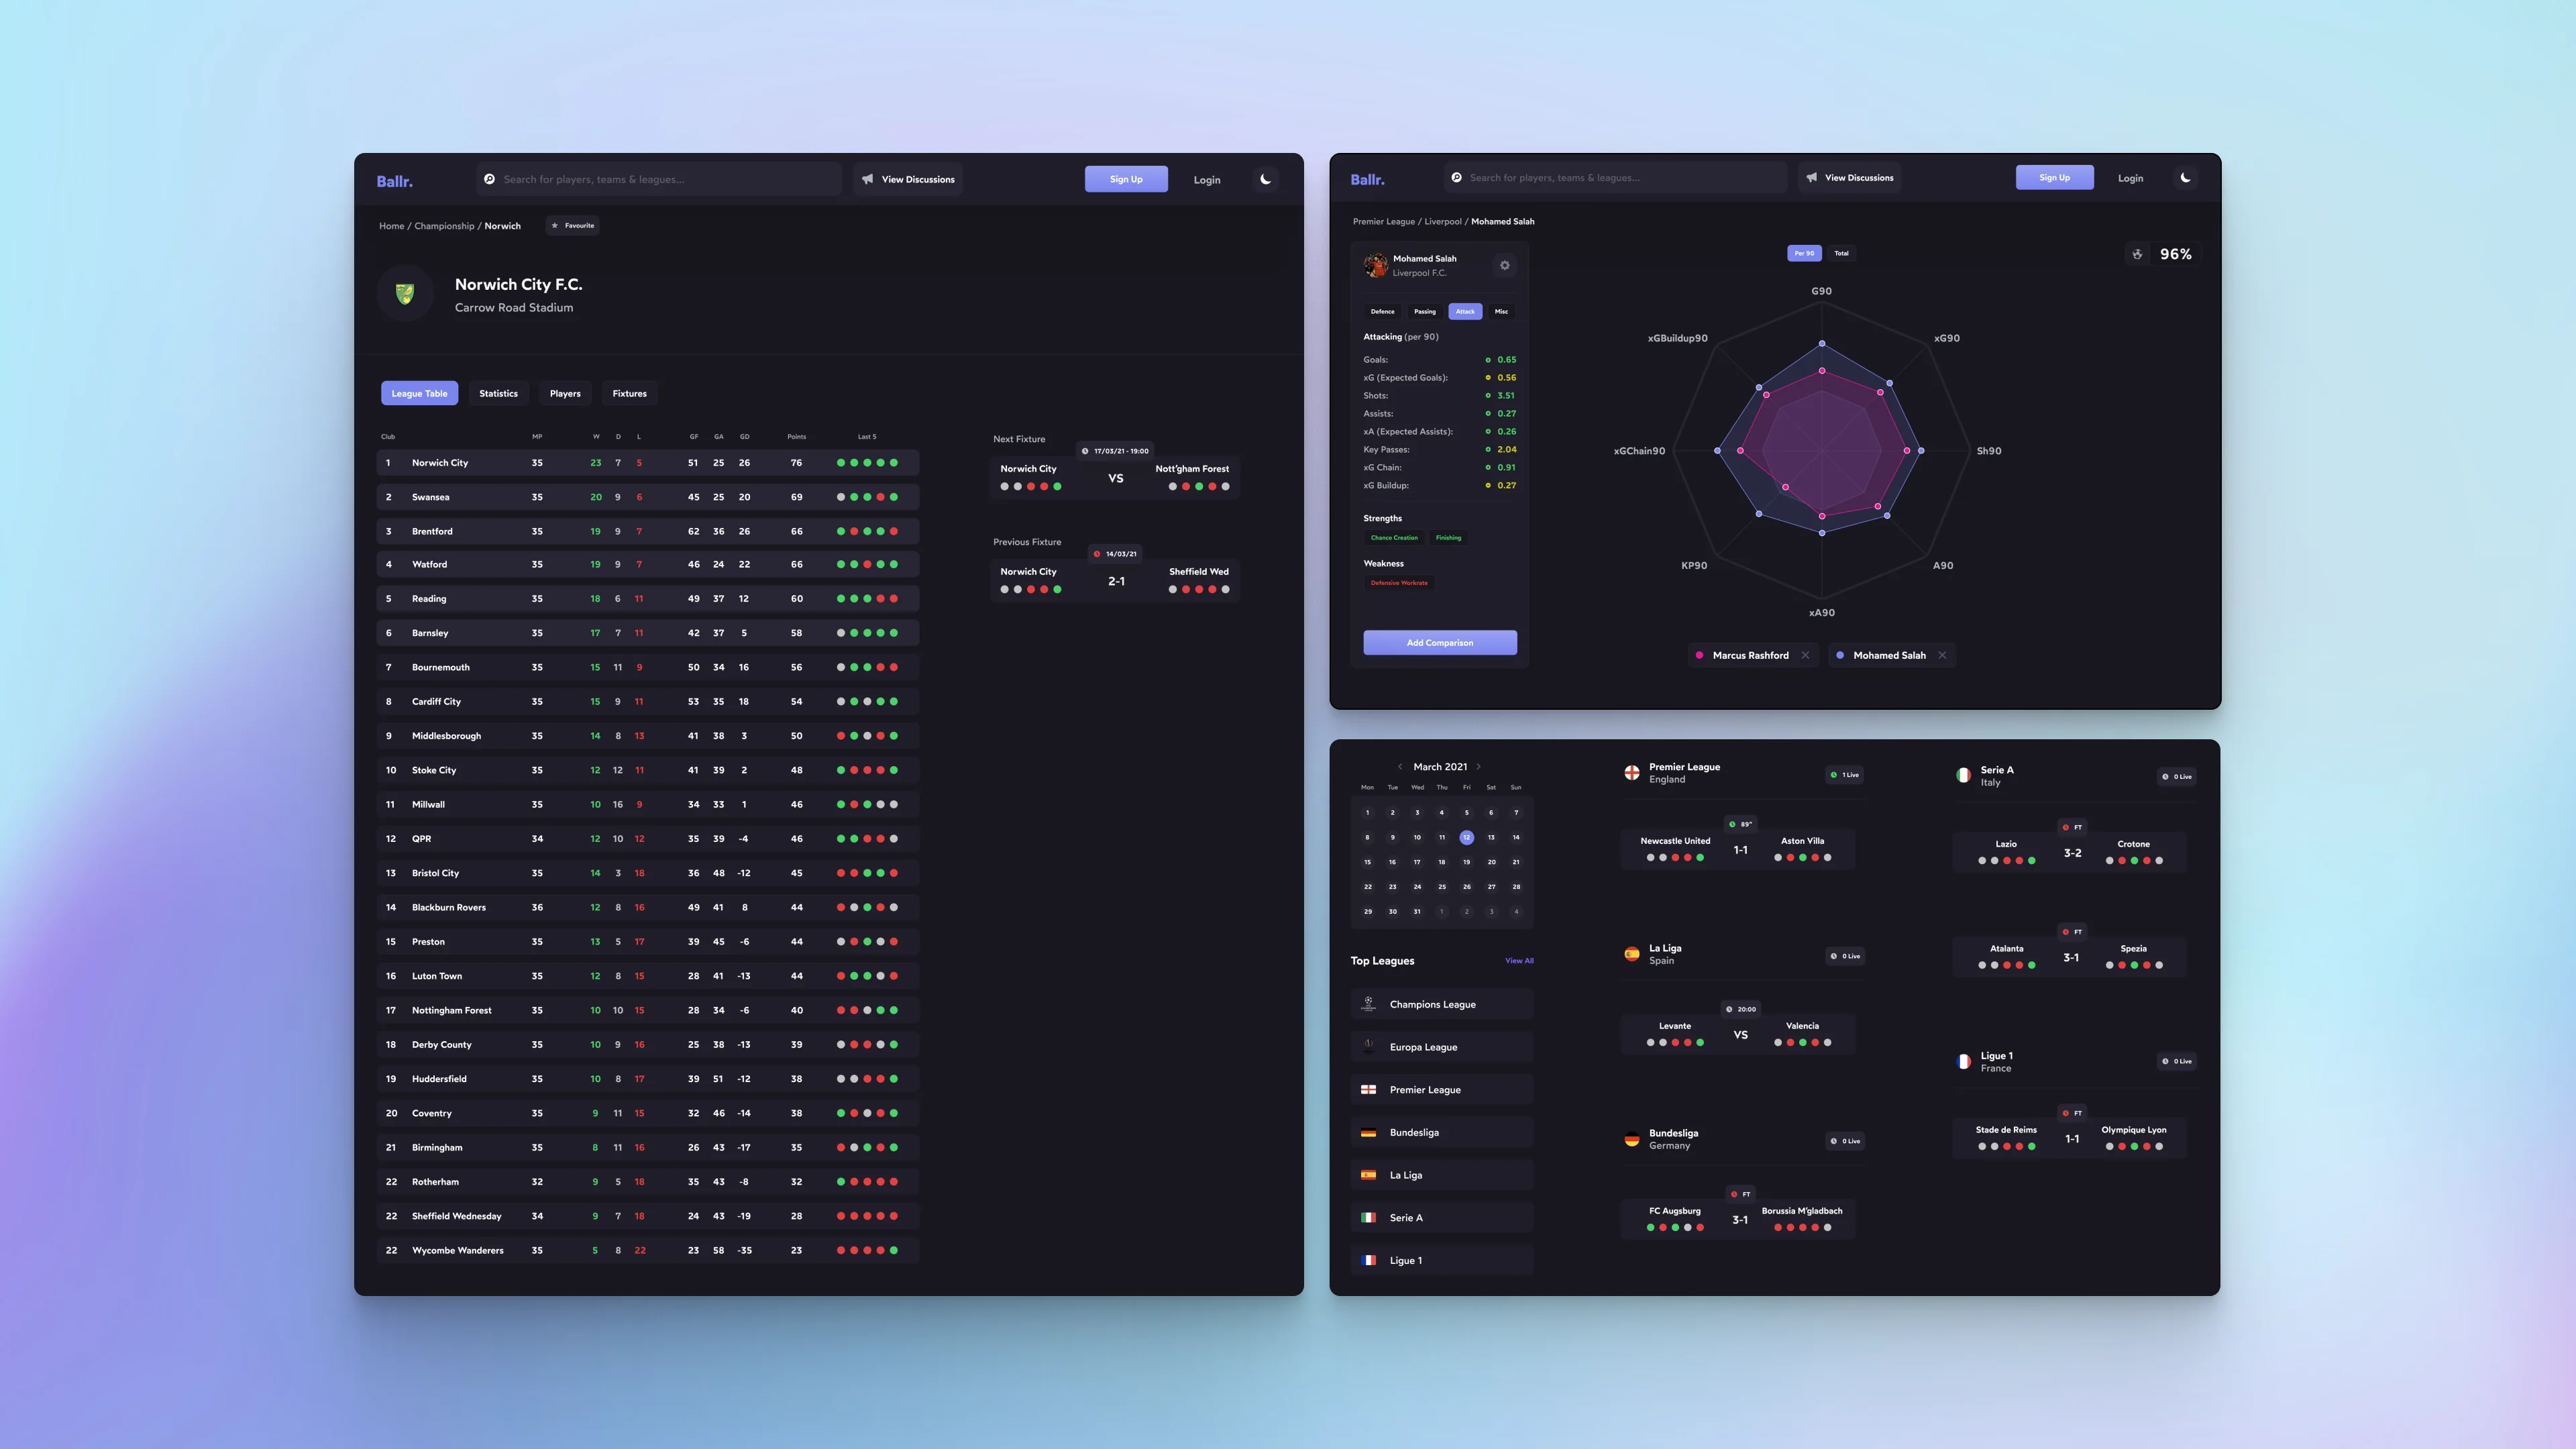 Ballr.
Search for players, teams & leagues...
View Discussions
Sign Up
Login
Home / Championship / Norwich
Favourite
Norwich City F.C.
Carrow Road Stadium
League Table
Statistics
Players
Fixtures
Club MP W D L GF GA GD Points Last 5
1 Norwich City 35 23 7 5 51 25 26 76
2 Swansea 35 20 9 6 45 25 20 69
3 Brentford 35 19 9 7 62 36 26 66
4 Watford 35 19 9 7 46 24 22 66
5 Reading 35 18 6 11 49 37 12 60
6 Barnsley 35 17 7 11 42 37 5 58
7 Bournemouth 35 15 11 9 50 34 16 56
8 Cardiff City 35 15 9 11 53 35 18 54
9 Middlesborough 35 14 8 13 41 38 3 50
10 Stoke City 35 12 12 11 41 39 2 48
11 Millwall 35 10 16 9 34 33 1 46
12 QPR 34 12 10 12 35 39 -4 46
13 Bristol City 35 14 3 18 36 48 -12 45
14 Blackburn Rovers 36 12 8 16 49 41 8 44
15 Preston 35 13 5 17 39 45 -6 44
16 Luton Town 35 12 8 15 28 41 -13 44
17 Nottingham Forest 35 10 10 15 28 34 -6 40
18 Derby County 35 10 9 16 25 38 -13 39
19 Huddersfield 35 10 8 17 39 51 -12 38
20 Coventry 35 9 11 15 32 46 -14 38
21 Birmingham 35 8 11 16 26 43 -17 35
22 Rotherham 32 9 5 18 35 43 -8 32
22 Sheffield Wednesday 34 9 7 18 24 43 -19 28
22 Wycombe Wanderers 35 5 8 22 23 58 -35 23
Next Fixture
17/03/21 - 19:00
Norwich City VS Nott'gham Forest
Previous Fixture
14/03/21
Norwich City 2-1 Sheffield Wed
Ballr.
Search for players, teams & leagues...
View Discussions
Sign Up
Login
Premier League / Liverpool / Mohamed Salah
Mohamed Salah
Liverpool F.C.
Defence Passing Attack Misc
Attacking (per 90)
Goals: 0.65
xG (Expected Goals): 0.56
Shots: 3.51
Assists: 0.27
xA (Expected Assists): 0.26
Key Passes: 2.04
xG Chain: 0.91
xG Buildup: 0.27
Strengths
Chance Creation Finishing
Weakness
Defensive Workrate
Add Comparison
Per 90 Total
96%
G90
xGBuildup90
xG90
xGChain90
Sh90
KP90
A90
xA90
Marcus Rashford
Mohamed Salah
March 2021
Mon Tue Wed Thu Fri Sat Sun
1 2 3 4 5 6 7
8 9 10 11 12 13 14
15 16 17 18 19 20 21
22 23 24 25 26 27 28
29 30 31 1 2 3 4
Top Leagues
View All
Champions League
Europa League
Premier League
Bundesliga
La Liga
Serie A
Ligue 1
Premier League
England
1 Live
89"
Newcastle United 1-1 Aston Villa
La Liga
Spain
0 Live
20:00
Levante VS Valencia
Bundesliga
Germany
0 Live
FT
FC Augsburg 3-1 Borussia M'gladbach
Serie A
Italy
0 Live
FT
Lazio 3-2 Crotone
FT
Atalanta 3-1 Spezia
Ligue 1
France
0 Live
FT
Stade de Reims 1-1 Olympique Lyon